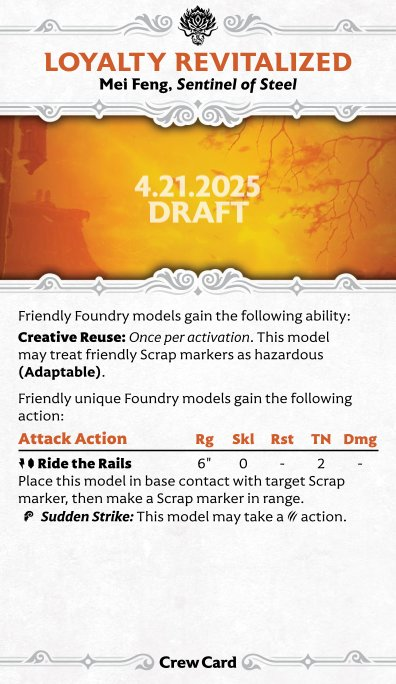 LOYALTY REVITALIZED
Mei Feng, Sentinel of Steel
4.21.2025
DRAFT
Friendly Foundry models gain the following ability:
Creative Reuse: Once per activation. This model
may treat friendly Scrap markers as hazardous
(Adaptable).
Friendly unique Foundry models gain the following
action:
Attack Action Rg Skl Rst TN Dmg
Ride the Rails 6" 0 - 2 -
Place this model in base contact with target Scrap
marker, then make a Scrap marker in range.
Sudden Strike: This model may take a action.
Crew Card